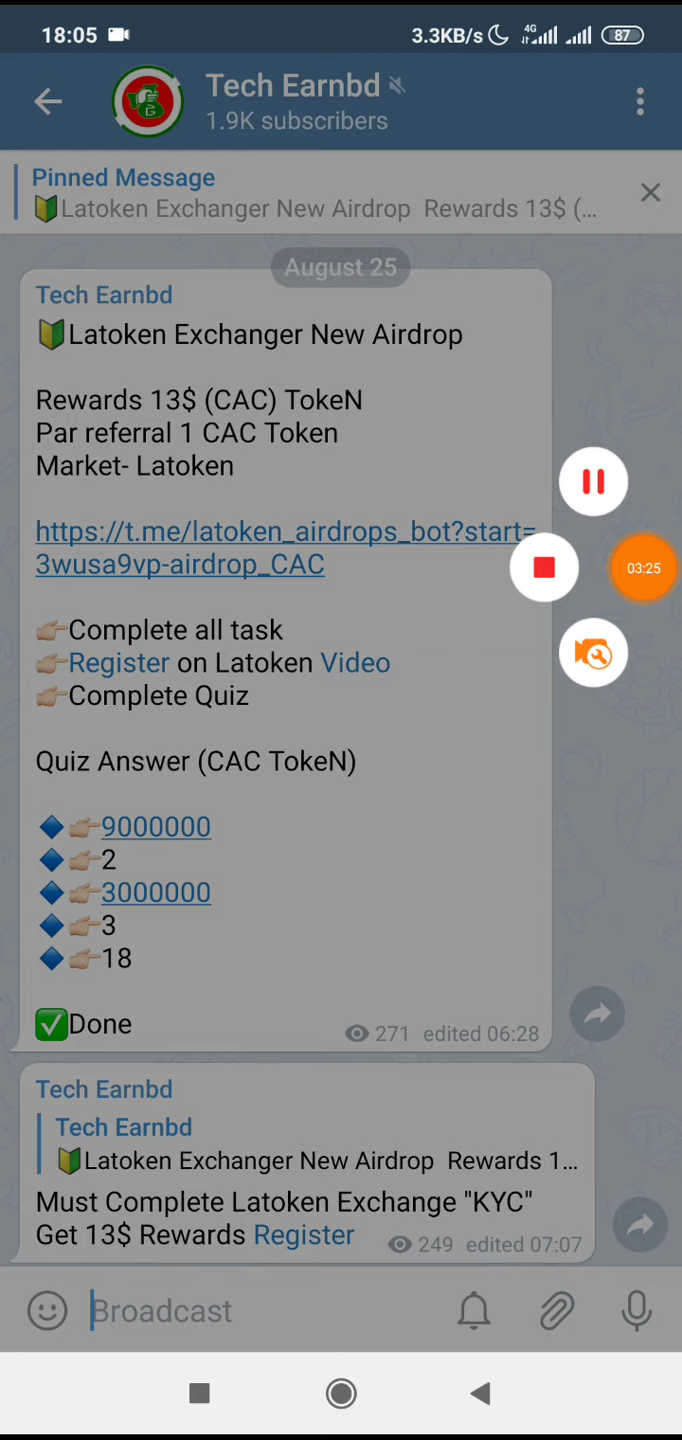 18:05
3.3KB/s
4G
87
Tech Earnbd
1.9K subscribers
Pinned Message
🔰Latoken Exchanger New Airdrop Rewards 13$ (...
August 25
Tech Earnbd
🔰Latoken Exchanger New Airdrop
Rewards 13$ (CAC) TokeN
Par referral 1 CAC Token
Market- Latoken
https://t.me/latoken_airdrops_bot?start=
3wusa9vp-airdrop_CAC
👉🏻Complete all task
👉🏻Register on Latoken Video
👉🏻Complete Quiz
Quiz Answer (CAC TokeN)
🔷👉🏻9000000
🔷👉🏻2
🔷👉🏻3000000
🔷👉🏻3
🔷👉🏻18
✅Done
271 edited 06:28
03:25
Tech Earnbd
Tech Earnbd
🔰Latoken Exchanger New Airdrop Rewards 1...
Must Complete Latoken Exchange "KYC"
Get 13$ Rewards Register
249 edited 07:07
Broadcast